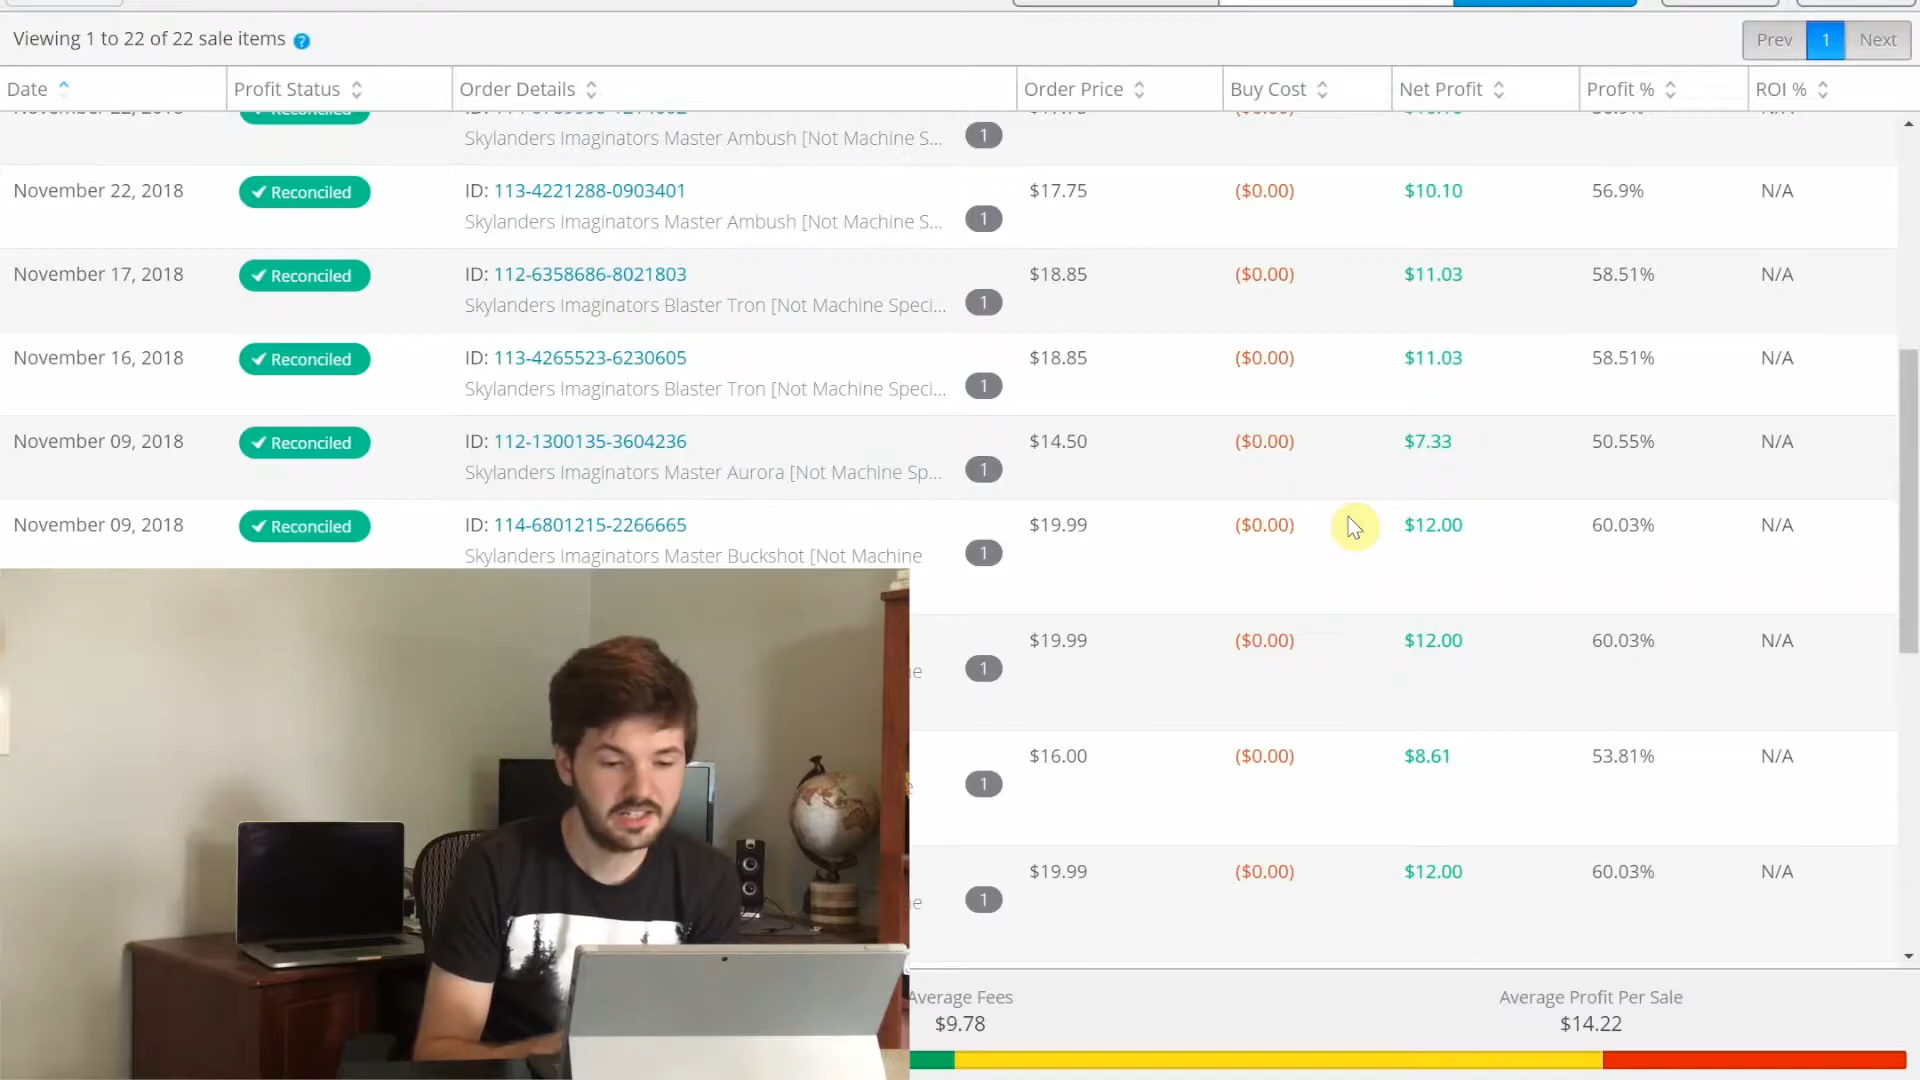 Viewing 1 to 22 of 22 sale items ?
Prev 1 Next
Date Profit Status Order Details Order Price Buy Cost Net Profit Profit % ROI %
Skylanders Imaginators Master Ambush [Not Machine S... 1
November 22, 2018 Reconciled ID: 113-4221288-0903401 $17.75 ($0.00) $10.10 56.9% N/A
Skylanders Imaginators Master Ambush [Not Machine S... 1
November 17, 2018 Reconciled ID: 112-6358686-8021803 $18.85 ($0.00) $11.03 58.51% N/A
Skylanders Imaginators Blaster Tron [Not Machine Speci... 1
November 16, 2018 Reconciled ID: 113-4265523-6230605 $18.85 ($0.00) $11.03 58.51% N/A
Skylanders Imaginators Blaster Tron [Not Machine Speci... 1
November 09, 2018 Reconciled ID: 112-1300135-3604236 $14.50 ($0.00) $7.33 50.55% N/A
Skylanders Imaginators Master Aurora [Not Machine Sp... 1
November 09, 2018 Reconciled ID: 114-6801215-2266665 $19.99 ($0.00) $12.00 60.03% N/A
Skylanders Imaginators Master Buckshot [Not Machine 1
$19.99 ($0.00) $12.00 60.03% N/A
1
$16.00 ($0.00) $8.61 53.81% N/A
1
$19.99 ($0.00) $12.00 60.03% N/A
1
Average Fees Average Profit Per Sale
$9.78 $14.22